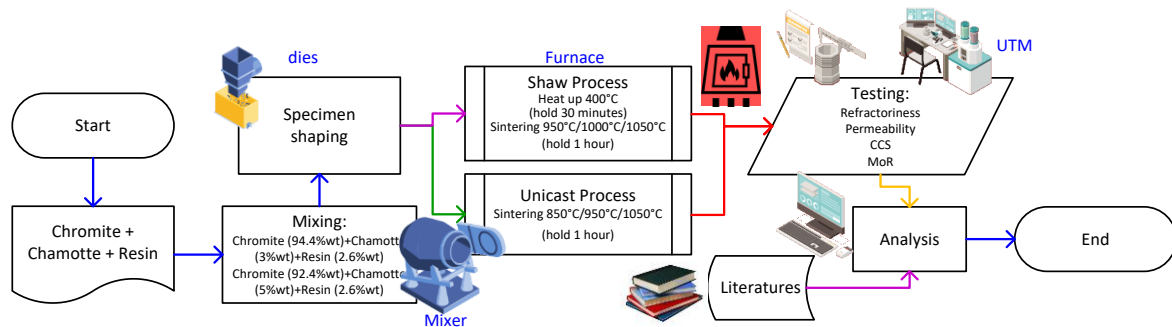 Start
Chromite +
Chamotte + Resin
dies
Specimen
shaping
Mixing:
Chromite (94.4%wt)+Chamotte
(3%wt)+Resin (2.6%wt)
Chromite (92.4%wt)+Chamotte
(5%wt)+Resin (2.6%wt)
Mixer
Furnace
Shaw Process
Heat up 400°C
(hold 30 minutes)
Sintering 950°C/1000°C/1050°C
(hold 1 hour)
Unicast Process
Sintering 850°C/950°C/1050°C
(hold 1 hour)
UTM
Testing:
Refractoriness
Permeability
CCS
MoR
Literatures
Analysis
End